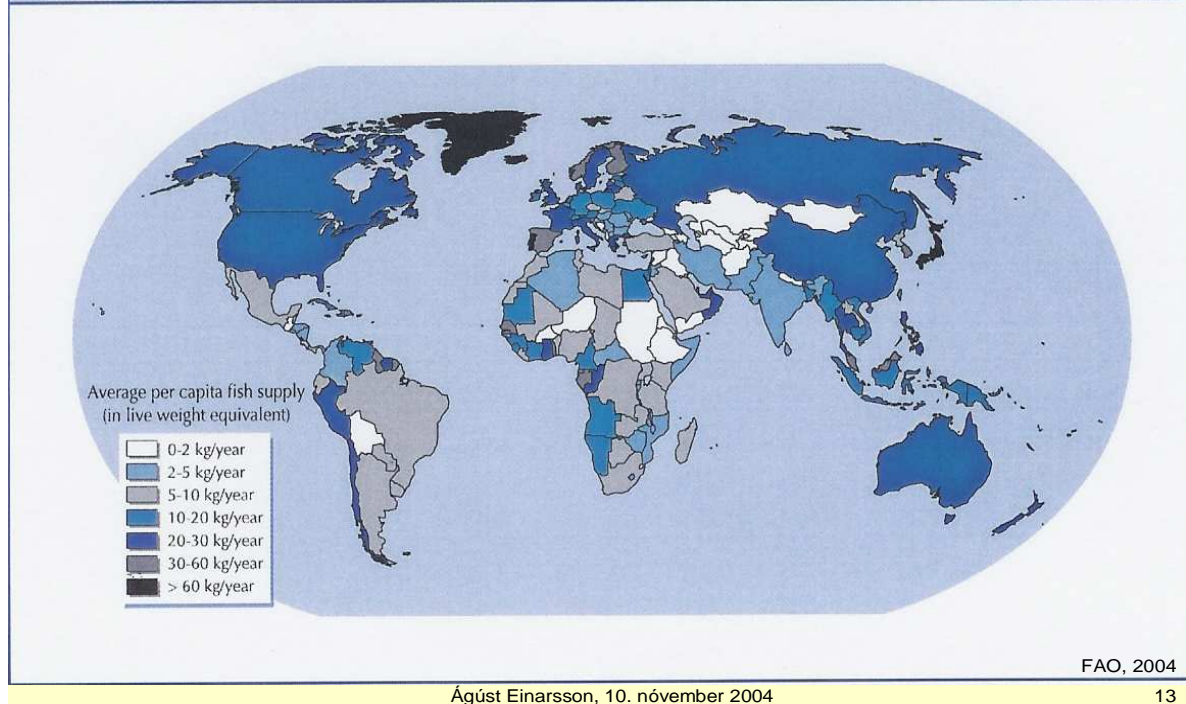 Average per capita fish supply
(in live weight equivalent)
0-2 kg/year
2-5 kg/year
5-10 kg/year
10-20 kg/year
20-30 kg/year
30-60 kg/year
> 60 kg/year
FAO, 2004
Ágúst Einarsson, 10. nóvember 2004
13